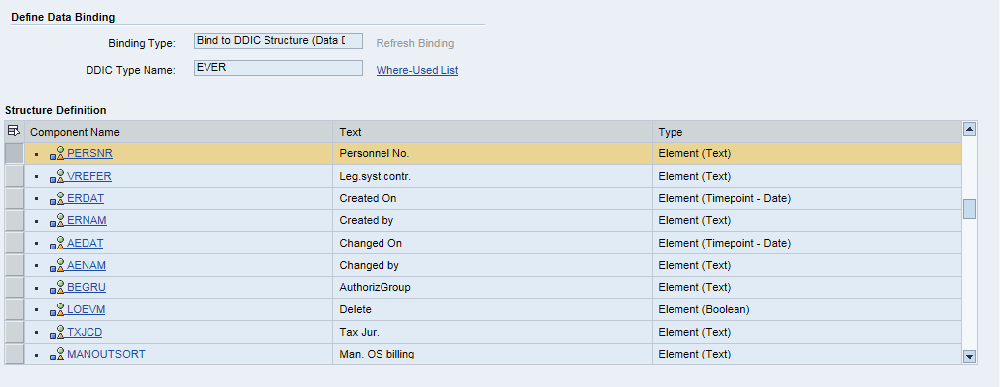 Define Data Binding
Binding Type: Bind to DDIC Structure (Data D Refresh Binding
DDIC Type Name: EVER Where-Used List
Structure Definition
Component Name Text Type
PERSNR Personnel No. Element (Text)
VREFER Leg.syst.contr. Element (Text)
ERDAT Created On Element (Timepoint - Date)
ERNAM Created by Element (Text)
AEDAT Changed On Element (Timepoint - Date)
AENAM Changed by Element (Text)
BEGRU AuthorizGroup Element (Text)
LOEVM Delete Element (Boolean)
TXJCD Tax Jur. Element (Text)
MANOUTSORT Man. OS billing Element (Text)